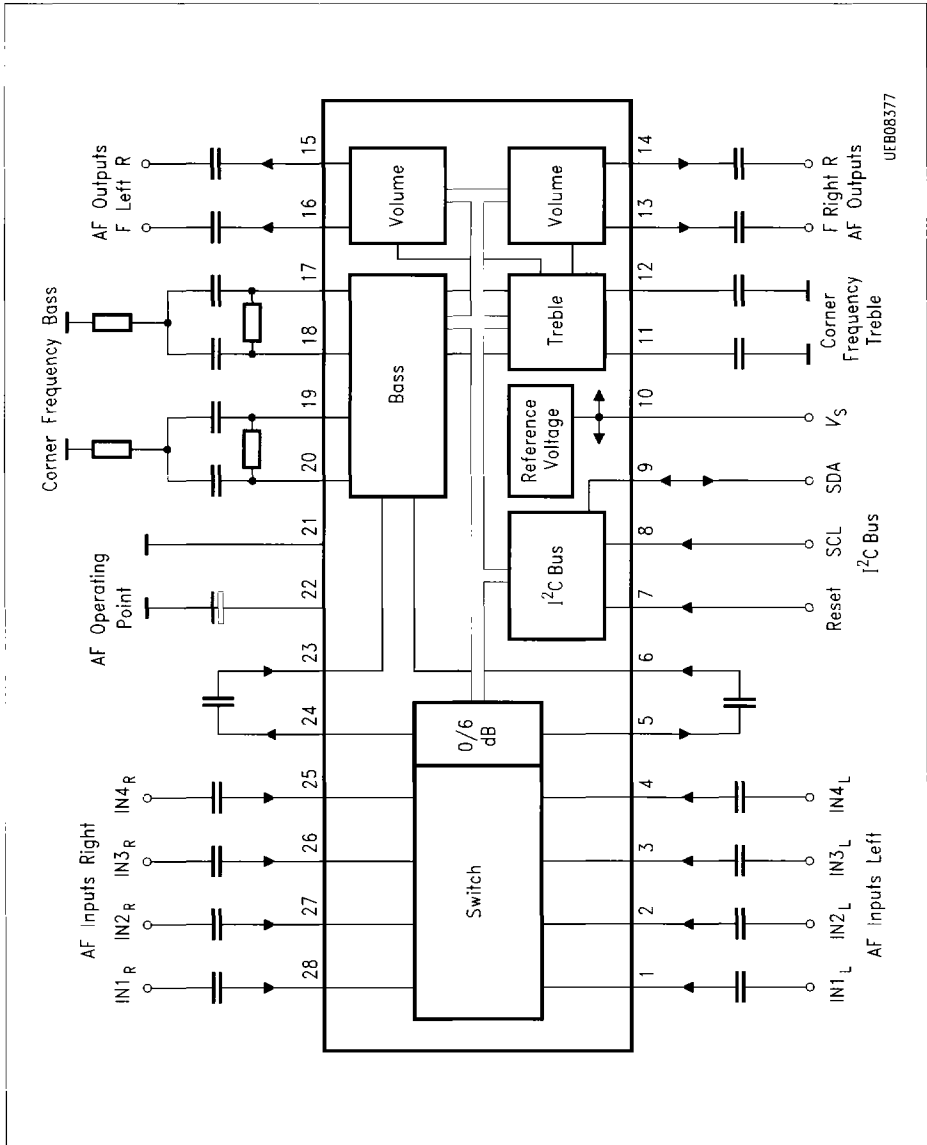 AF Inputs Right
IN1R
IN2R
IN3R
IN4R
AF Operating
Point
Corner Frequency Bass
AF Outputs
F Left R
28
27
26
25
24
23
22
21
20
19
18
17
16
15
Switch
0/6
dB
Bass
Volume
I²C Bus
Reference
Voltage
Treble
Volume
1
2
3
4
5
6
7
8
9
10
11
12
13
14
IN1L
IN2L
IN3L
IN4L
AF Inputs Left
Reset
SCL
SDA
I²C Bus
VS
Corner
Frequency
Treble
F Right R
AF Outputs
UEB08377